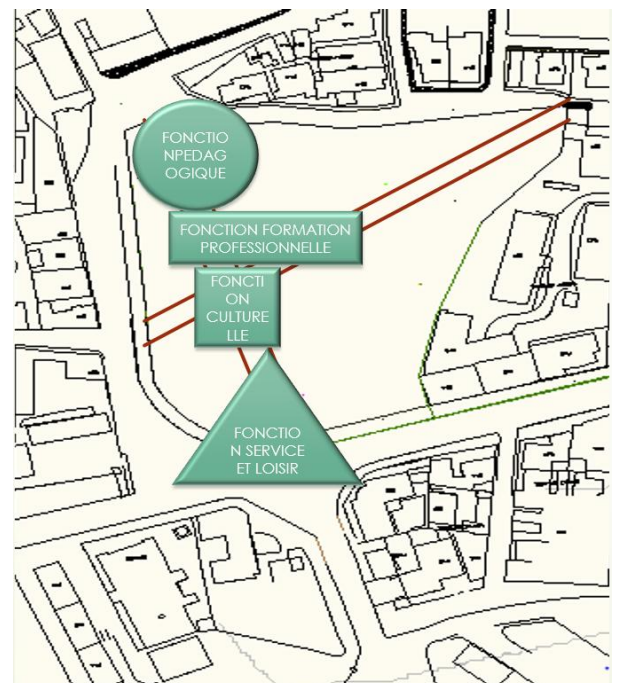 FONCTIO
NPEDAG
OGIQUE
FONCTION FORMATION
PROFESSIONNELLE
FONCTI
ON
CULTURE
LLE
FONCTIO
N SERVICE
ET LOISIR